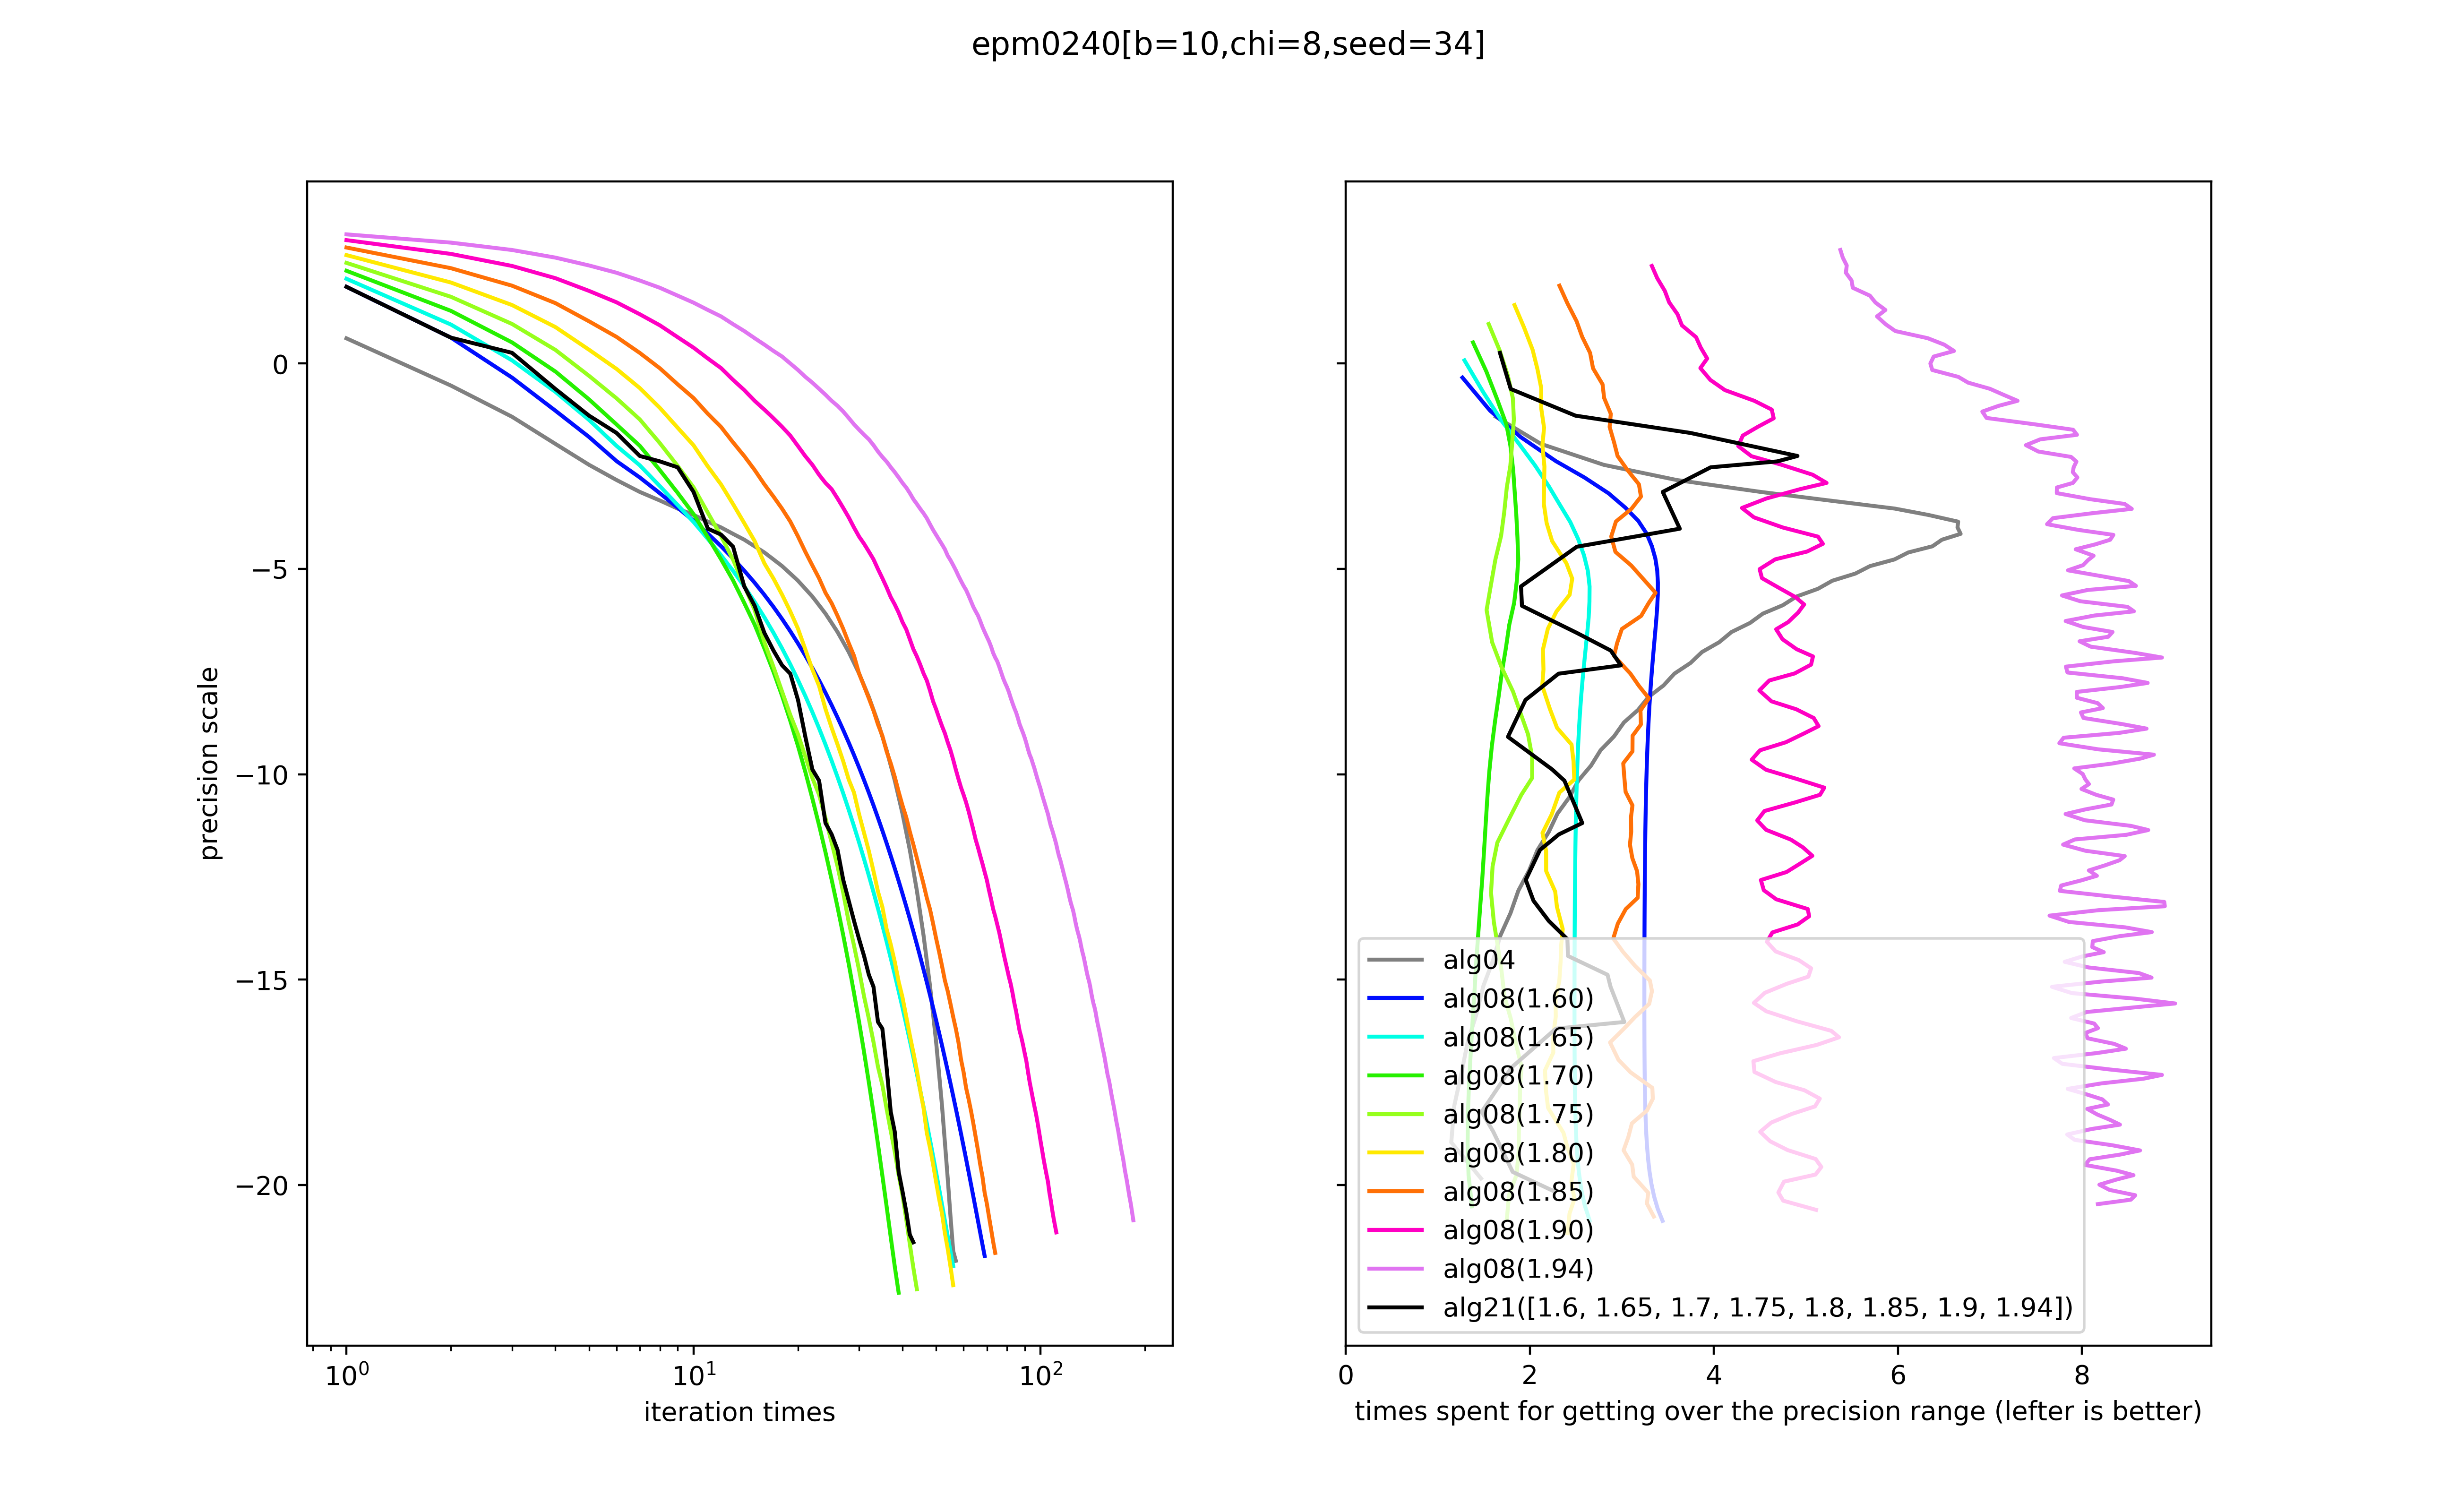 epm0240[b=10,chi=8,seed=34]
precision scale
0
−5
−10
−15
−20
10⁰ 10¹ 10²
iteration times
0 2 4 6 8
times spent for getting over the precision range (lefter is better)
alg04
alg08(1.60)
alg08(1.65)
alg08(1.70)
alg08(1.75)
alg08(1.80)
alg08(1.85)
alg08(1.90)
alg08(1.94)
alg21([1.6, 1.65, 1.7, 1.75, 1.8, 1.85, 1.9, 1.94])